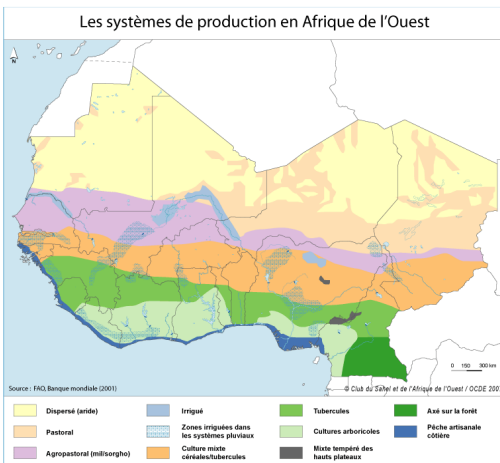 Les systèmes de production en Afrique de l'Ouest
N
0 150 300 km
Source : FAO, Banque mondiale (2001)
© Club du Sahel et de l'Afrique de l'Ouest / OCDE 200
Dispersé (aride)
Irrigué
Tubercules
Axé sur la forêt
Pastoral
Zones irriguées dans
les systèmes pluviaux
Cultures arboricoles
Pêche artisanale
côtière
Agropastoral (mil/sorgho)
Culture mixte
céréales/tubercules
Mixte tempéré des
hauts plateaux